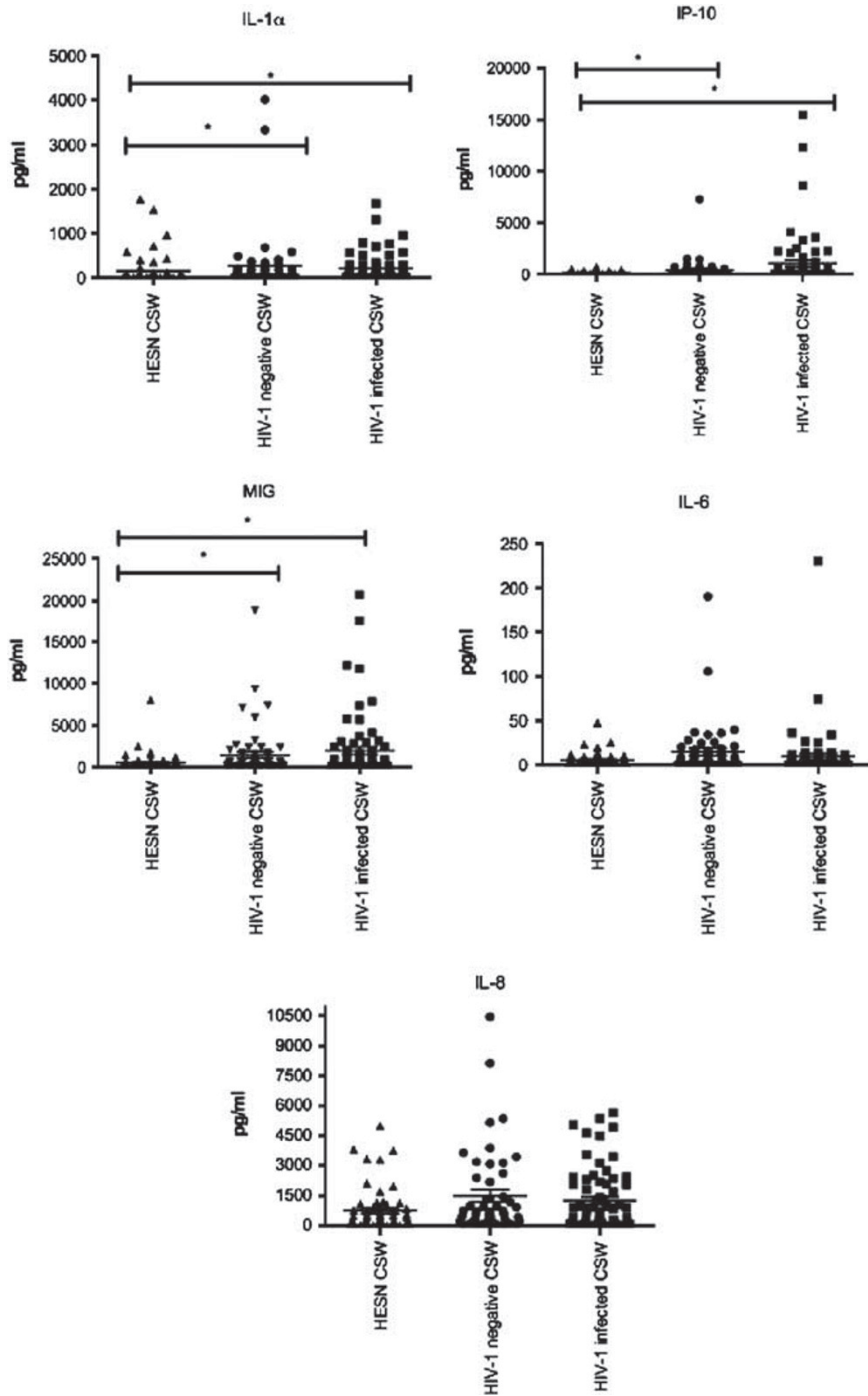 IL-1α
pg/ml
5000
4000
3000
2000
1000
0
*
*
HESN CSW
HIV-1 negative CSW
HIV-1 infected CSW
IP-10
pg/ml
20000
15000
10000
5000
0
*
*
HESN CSW
HIV-1 negative CSW
HIV-1 infected CSW
MIG
pg/ml
25000
20000
15000
10000
5000
0
*
*
HESN CSW
HIV-1 negative CSW
HIV-1 infected CSW
IL-6
pg/ml
250
200
150
100
50
0
HESN CSW
HIV-1 negative CSW
HIV-1 infected CSW
IL-8
pg/ml
10500
9000
7500
6000
4500
3000
1500
0
HESN CSW
HIV-1 negative CSW
HIV-1 infected CSW